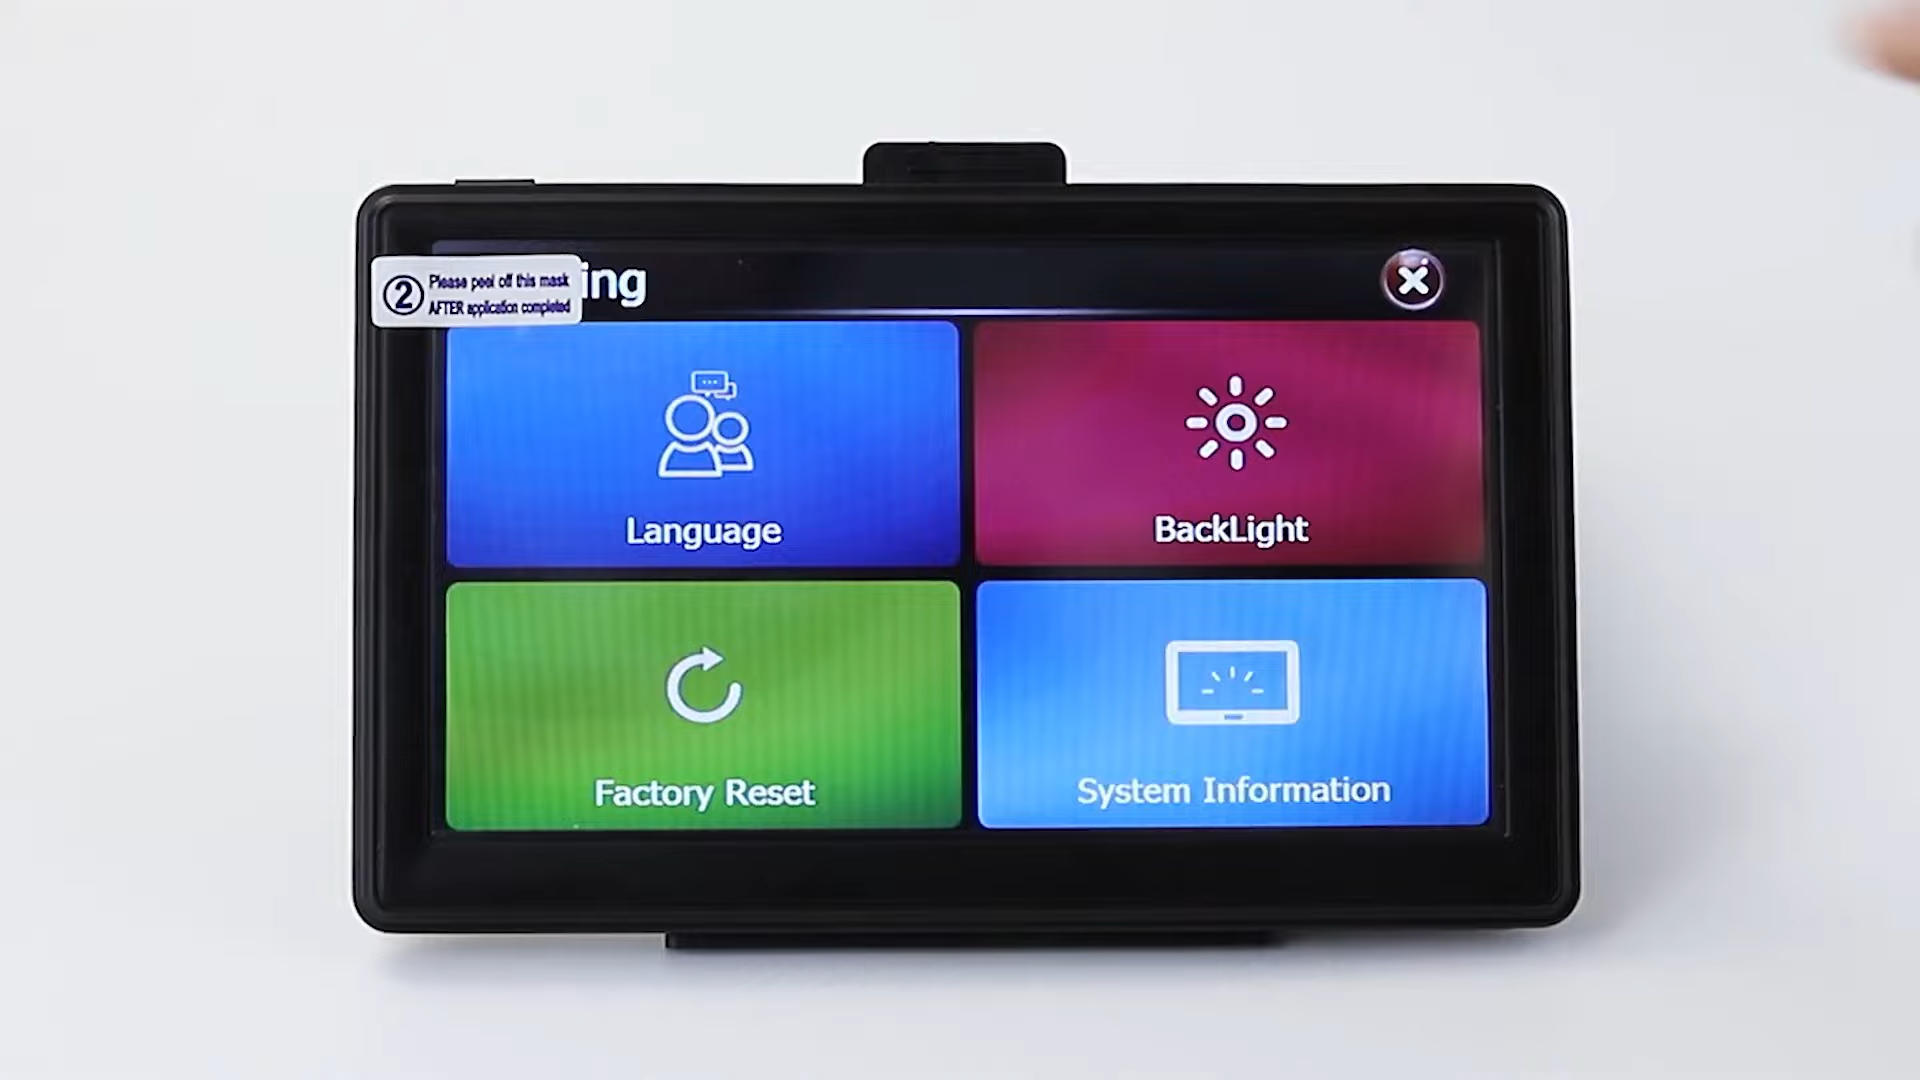 ② Please peel off this mask
AFTER application completed
ing
Language
BackLight
Factory Reset
System Information